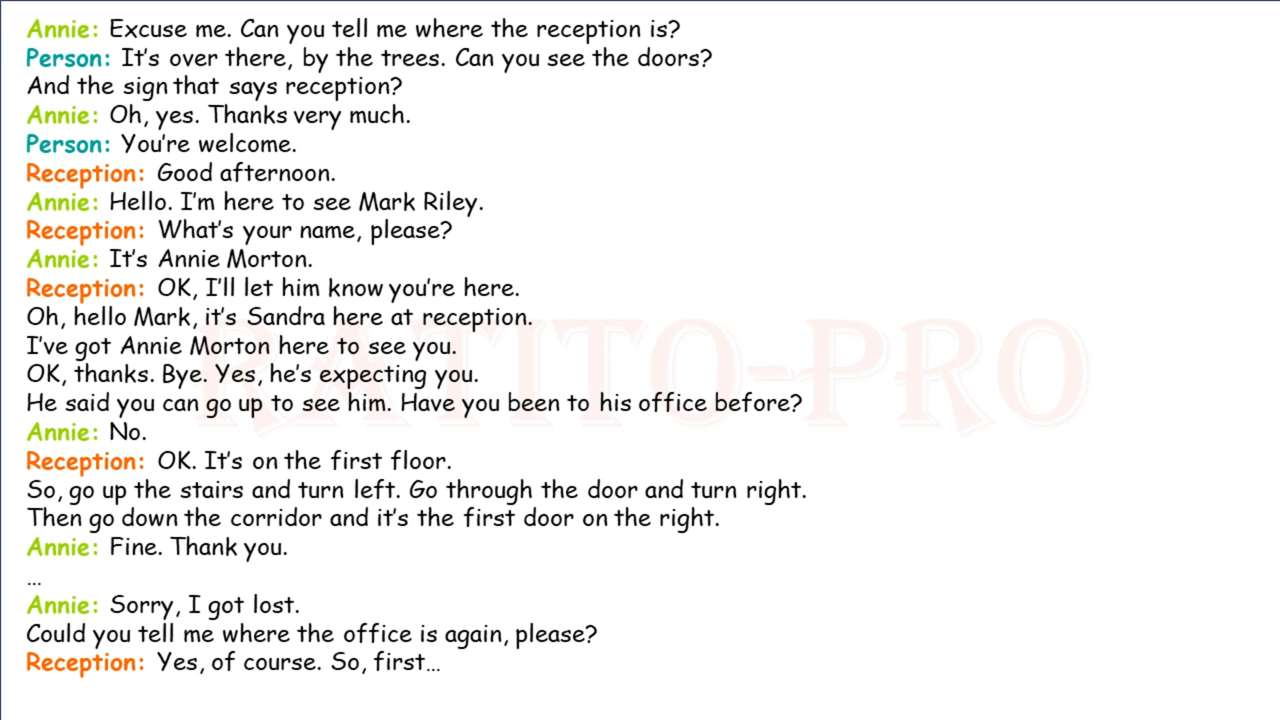 Annie: Excuse me. Can you tell me where the reception is?
Person: It's over there, by the trees. Can you see the doors?
And the sign that says reception?
Annie: Oh, yes. Thanks very much.
Person: You're welcome.
Reception: Good afternoon.
Annie: Hello. I'm here to see Mark Riley.
Reception: What's your name, please?
Annie: It's Annie Morton.
Reception: OK, I'll let him know you're here.
Oh, hello Mark, it's Sandra here at reception.
I've got Annie Morton here to see you.
OK, thanks. Bye. Yes, he's expecting you.
He said you can go up to see him. Have you been to his office before?
Annie: No.
Reception: OK. It's on the first floor.
So, go up the stairs and turn left. Go through the door and turn right.
Then go down the corridor and it's the first door on the right.
Annie: Fine. Thank you.
...
Annie: Sorry, I got lost.
Could you tell me where the office is again, please?
Reception: Yes, of course. So, first...
RATITO-PRO